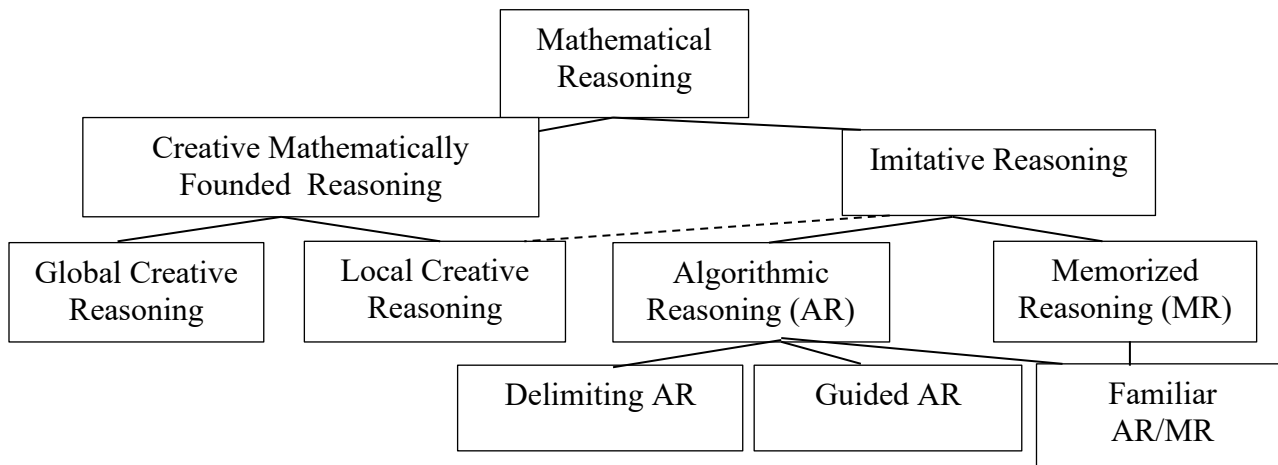 Mathematical
Reasoning
Creative Mathematically
Founded Reasoning
Imitative Reasoning
Global Creative
Reasoning
Local Creative
Reasoning
Algorithmic
Reasoning (AR)
Memorized
Reasoning (MR)
Delimiting AR
Guided AR
Familiar
AR/MR